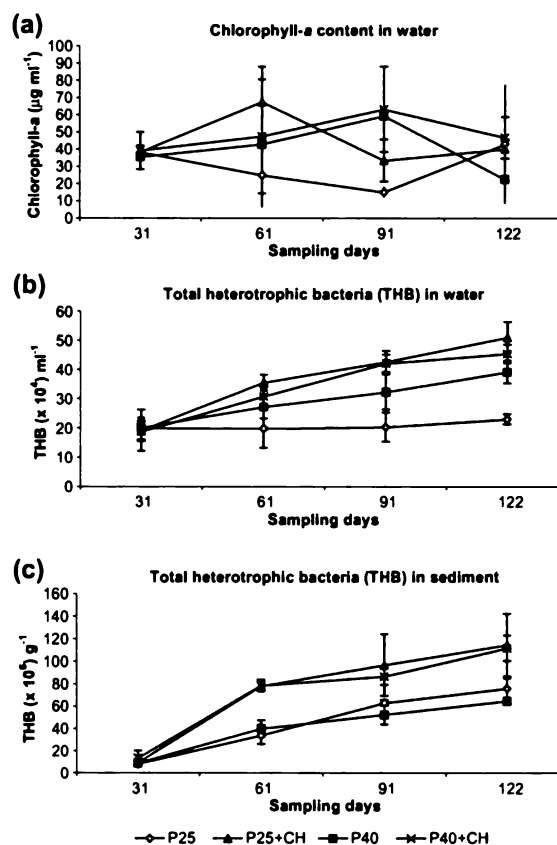 (a)
Chlorophyll-a content in water
Chlorophyll-a (µg ml⁻¹)
100
90
80
70
60
50
40
30
20
10
0
31 61 91 122
Sampling days
(b)
Total heterotrophic bacteria (THB) in water
THB (x 10⁴) ml⁻¹
60
50
40
30
20
10
0
31 61 91 122
Sampling days
(c)
Total heterotrophic bacteria (THB) in sediment
160
140
120
100
80
60
40
20
0
31 61 91 122
Sampling days
P25 P25+CH P40 P40+CH